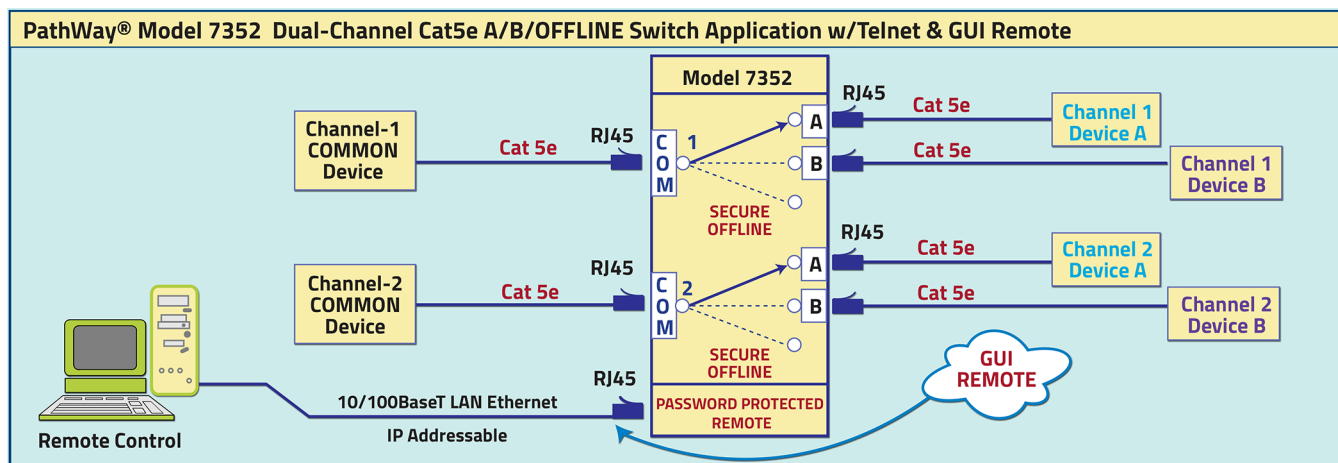 PathWay® Model 7352 Dual-Channel Cat5e A/B/OFFLINE Switch Application w/Telnet & GUI Remote
Model 7352
Channel-1
COMMON
Device
Cat 5e
RJ45
COM
1
A
B
SECURE
OFFLINE
RJ45
Cat 5e
Channel 1
Device A
Cat 5e
Channel 1
Device B
Channel-2
COMMON
Device
Cat 5e
RJ45
COM
2
A
B
SECURE
OFFLINE
RJ45
Cat 5e
Channel 2
Device A
Cat 5e
Channel 2
Device B
Remote Control
10/100BaseT LAN Ethernet
IP Addressable
RJ45
PASSWORD PROTECTED
REMOTE
GUI
REMOTE